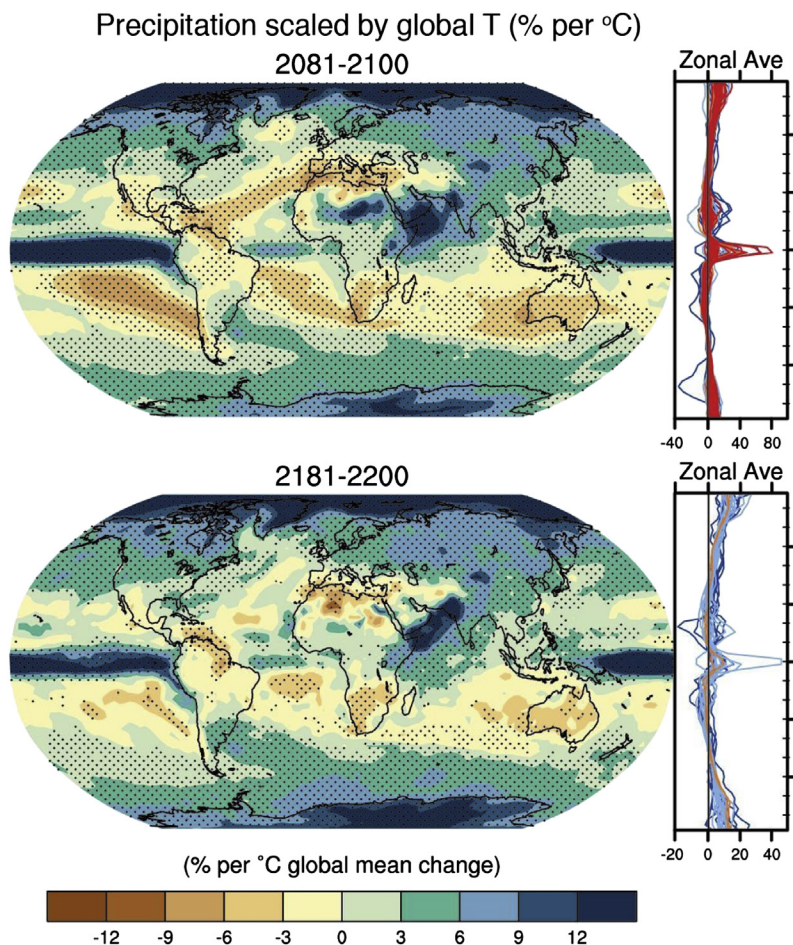 Precipitation scaled by global T (% per °C)
2081-2100
Zonal Ave
-40 0 40 80
2181-2200
Zonal Ave
-20 0 20 40
(% per °C global mean change)
-12 -9 -6 -3 0 3 6 9 12